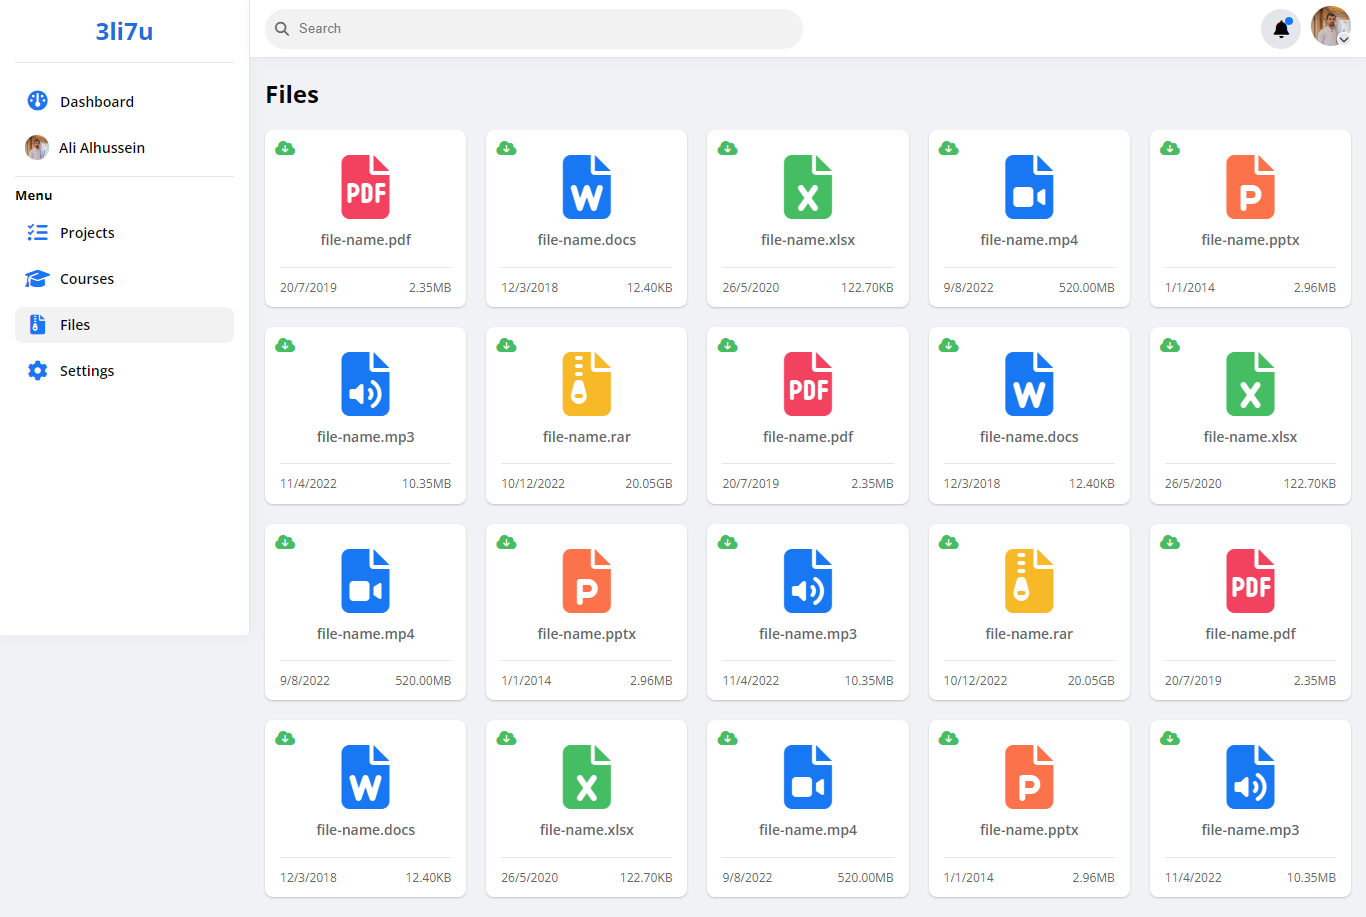 3li7u
Search
Dashboard
Ali Alhussein
Menu
Projects
Courses
Files
Settings
Files
PDF
file-name.pdf
20/7/2019 2.35MB
W
file-name.docs
12/3/2018 12.40KB
X
file-name.xlsx
26/5/2020 122.70KB
file-name.mp4
9/8/2022 520.00MB
P
file-name.pptx
1/1/2014 2.96MB
file-name.mp3
11/4/2022 10.35MB
file-name.rar
10/12/2022 20.05GB
PDF
file-name.pdf
20/7/2019 2.35MB
W
file-name.docs
12/3/2018 12.40KB
X
file-name.xlsx
26/5/2020 122.70KB
file-name.mp4
9/8/2022 520.00MB
P
file-name.pptx
1/1/2014 2.96MB
file-name.mp3
11/4/2022 10.35MB
file-name.rar
10/12/2022 20.05GB
PDF
file-name.pdf
20/7/2019 2.35MB
W
file-name.docs
12/3/2018 12.40KB
X
file-name.xlsx
26/5/2020 122.70KB
file-name.mp4
9/8/2022 520.00MB
P
file-name.pptx
1/1/2014 2.96MB
file-name.mp3
11/4/2022 10.35MB